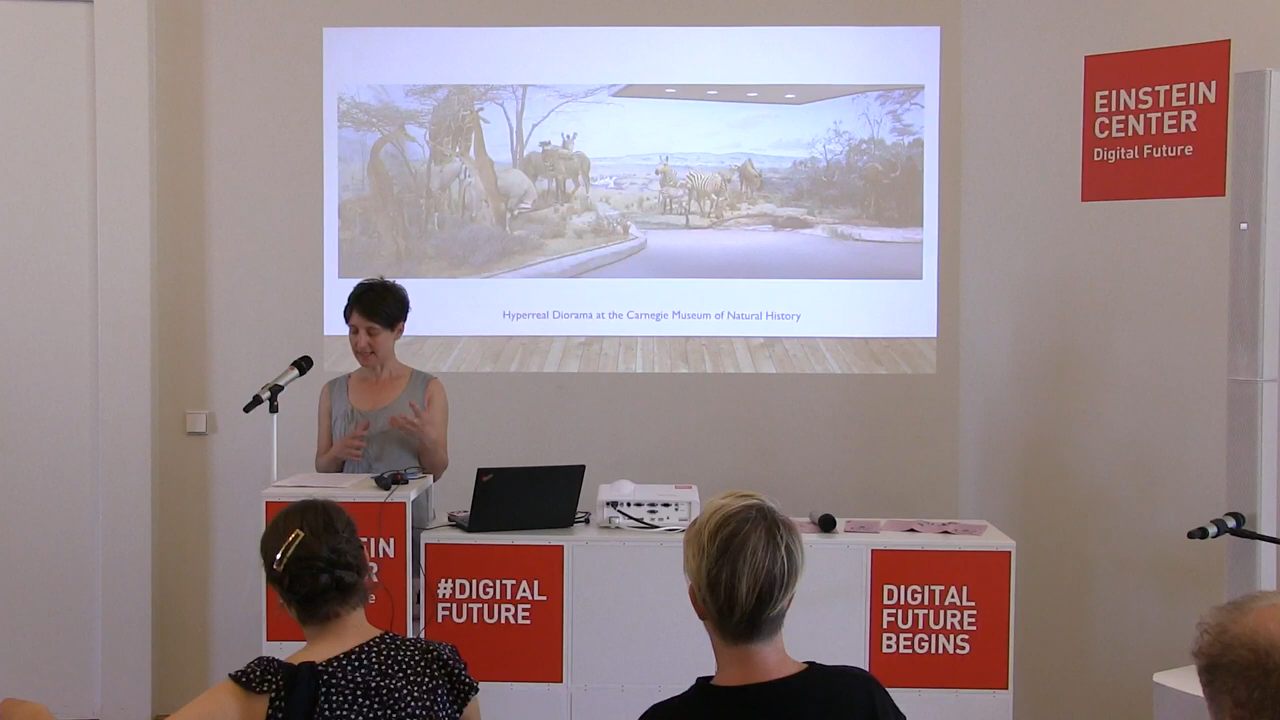 EINSTEIN
CENTER
Digital Future
Hyperreal Diorama at the Carnegie Museum of Natural History
#DIGITAL
FUTURE
DIGITAL
FUTURE
BEGINS